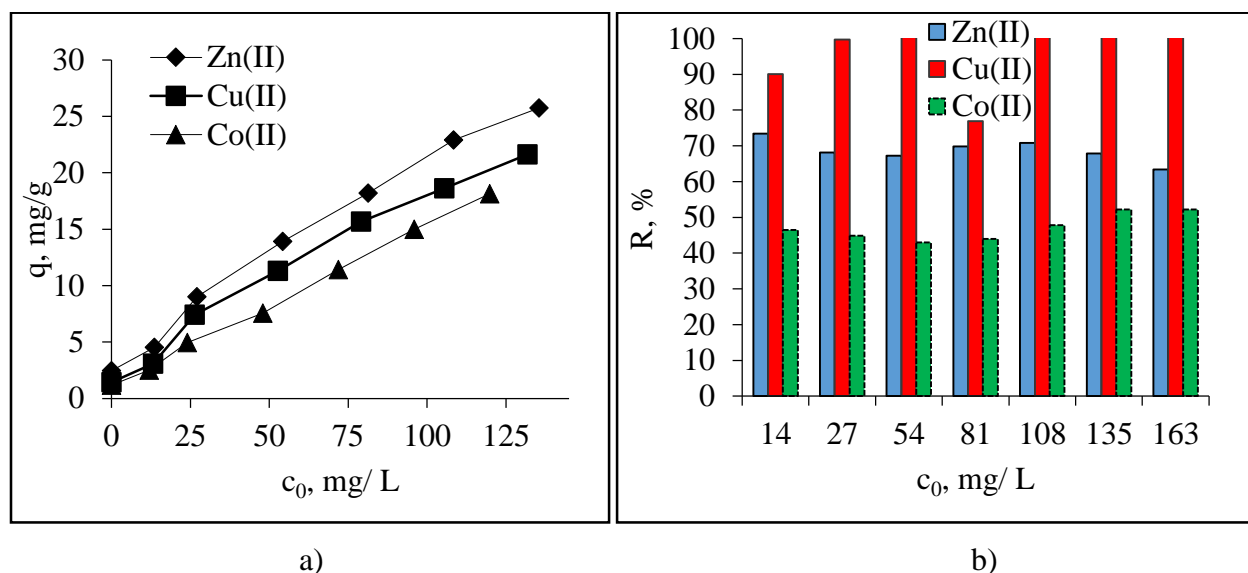 30
25
20
15
10
5
0
q, mg/g
Zn(II)
Cu(II)
Co(II)
0 25 50 75 100 125
c₀, mg/ L
a)
100
90
80
70
60
50
40
30
20
10
0
R, %
Zn(II)
Cu(II)
Co(II)
14 27 54 81 108 135 163
c₀, mg/ L
b)